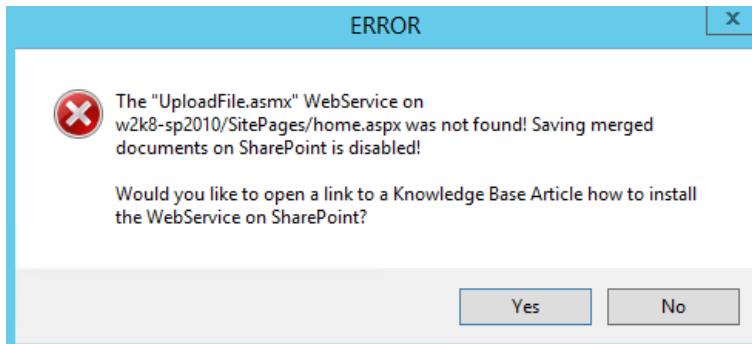 ERROR
x
The "UploadFile.asmx" WebService on
w2k8-sp2010/SitePages/home.aspx was not found! Saving merged
documents on SharePoint is disabled!
Would you like to open a link to a Knowledge Base Article how to install
the WebService on SharePoint?
Yes No